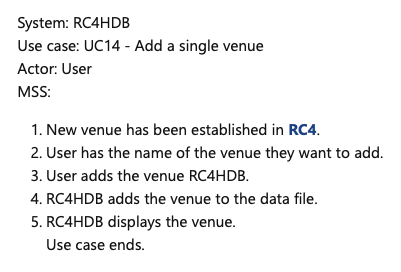 System: RC4HDB
Use case: UC14 - Add a single venue
Actor: User
MSS:
1. New venue has been established in RC4.
2. User has the name of the venue they want to add.
3. User adds the venue RC4HDB.
4. RC4HDB adds the venue to the data file.
5. RC4HDB displays the venue.
Use case ends.